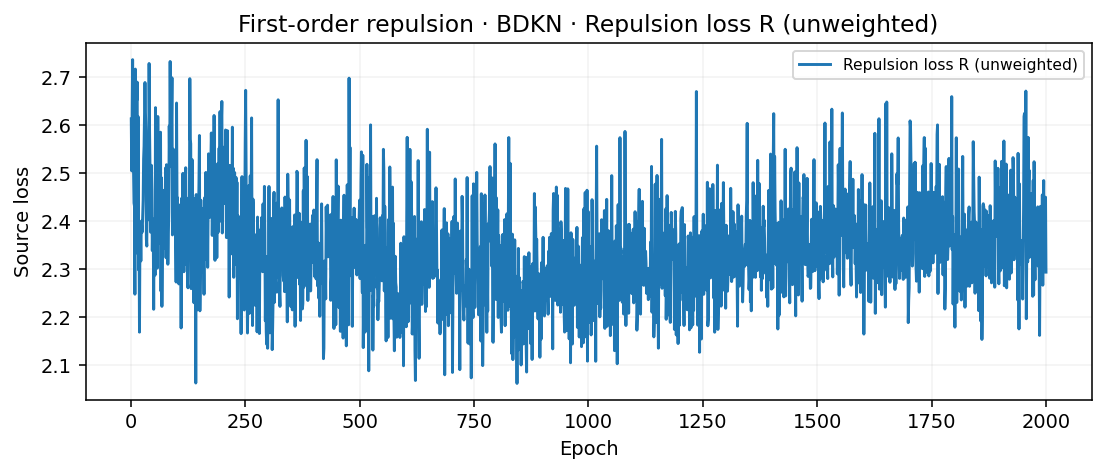 First-order repulsion · BDKN · Repulsion loss R (unweighted)
Repulsion loss R (unweighted)
Source loss
2.7
2.6
2.5
2.4
2.3
2.2
2.1
0 250 500 750 1000 1250 1500 1750 2000
Epoch